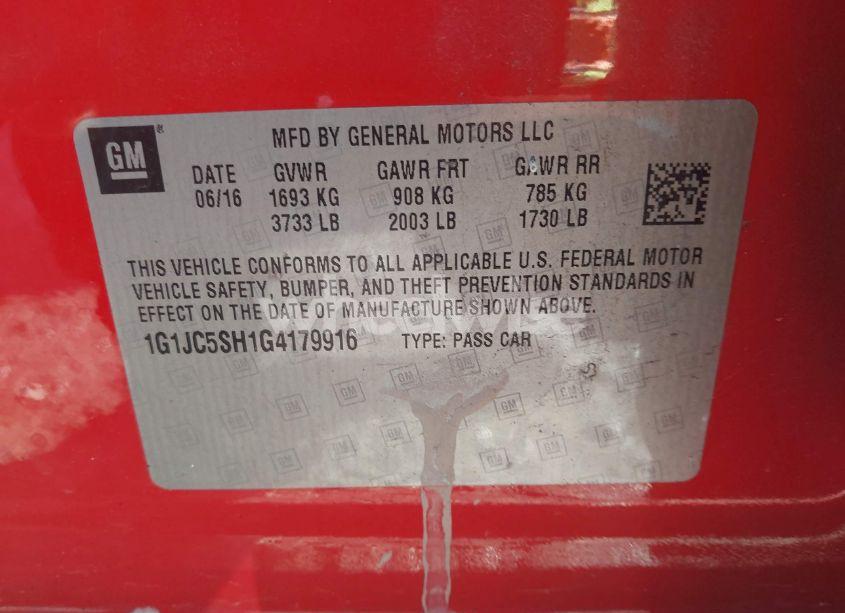 GM
MFD BY GENERAL MOTORS LLC
DATE GVWR GAWR FRT GAWR RR
06/16 1693 KG 908 KG 785 KG
3733 LB 2003 LB 1730 LB
THIS VEHICLE CONFORMS TO ALL APPLICABLE U.S. FEDERAL MOTOR
VEHICLE SAFETY, BUMPER, AND THEFT PREVENTION STANDARDS IN
EFFECT ON THE DATE OF MANUFACTURE SHOWN ABOVE.
1G1JC5SH1G4179916 TYPE: PASS CAR